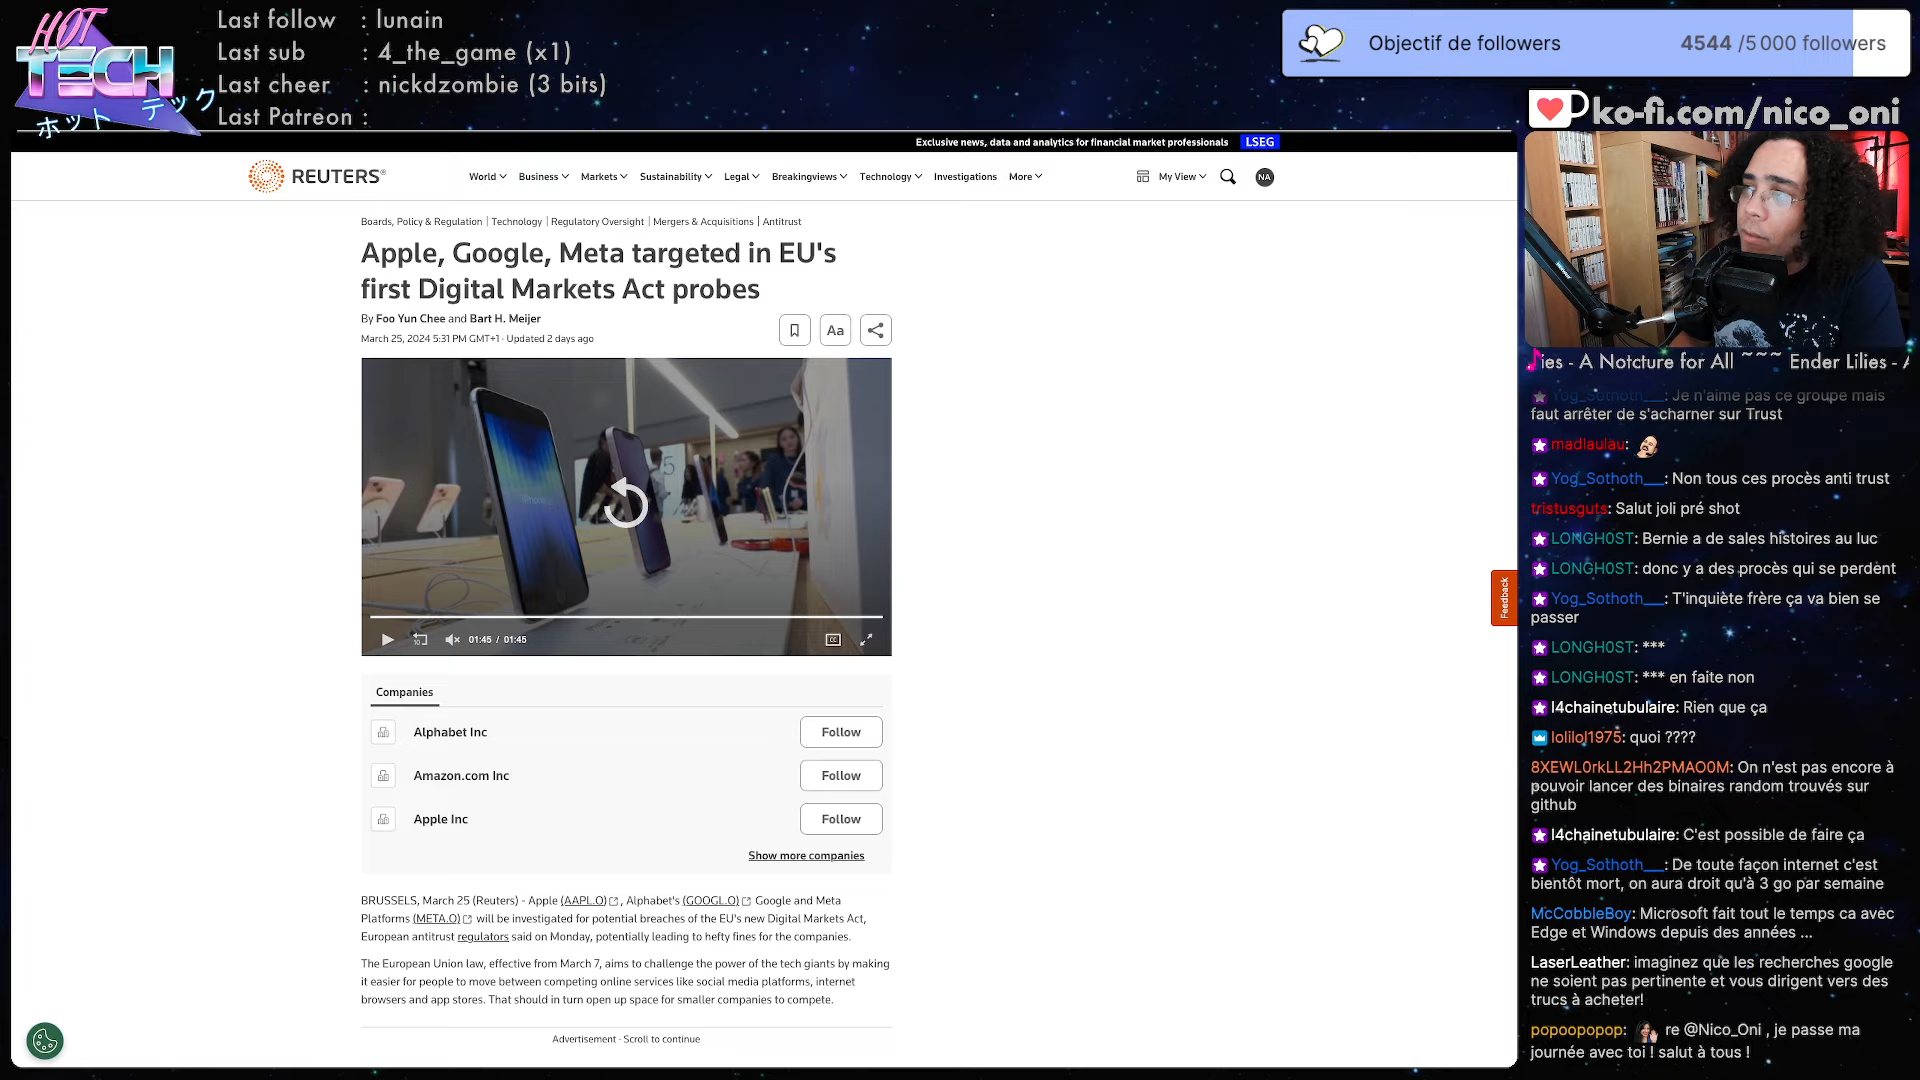 HOT
TECH
ホット テック
Last follow : lunain
Last sub : 4_the_game (x1)
Last cheer : nickdzombie (3 bits)
Last Patreon :
Objectif de followers 4544 /5 000 followers
ko-fi.com/nico_oni
Exclusive news, data and analytics for financial market professionals LSEG
REUTERS®
World Business Markets Sustainability Legal Breakingviews Technology Investigations More
My View
NA
Boards, Policy & Regulation | Technology | Regulatory Oversight | Mergers & Acquisitions | Antitrust
Apple, Google, Meta targeted in EU's
first Digital Markets Act probes
By Foo Yun Chee and Bart H. Meijer
March 25, 2024 5:31 PM GMT+1 · Updated 2 days ago
Aa
10
01:45 / 01:45
CC
Companies
Alphabet Inc Follow
Amazon.com Inc Follow
Apple Inc Follow
Show more companies
BRUSSELS, March 25 (Reuters) - Apple (AAPL.O) , Alphabet's (GOOGL.O) Google and Meta
Platforms (META.O) will be investigated for potential breaches of the EU's new Digital Markets Act,
European antitrust regulators said on Monday, potentially leading to hefty fines for the companies.
The European Union law, effective from March 7, aims to challenge the power of the tech giants by making
it easier for people to move between competing online services like social media platforms, internet
browsers and app stores. That should in turn open up space for smaller companies to compete.
Advertisement · Scroll to continue
Feedback
ies - A Notcture for All ~~~ Ender Lilies - A
Yog_Sothoth__: Je n'aime pas ce groupe mais
faut arrêter de s'acharner sur Trust
madlaulau:
Yog_Sothoth__: Non tous ces procès anti trust
tristusguts: Salut joli pré shot
LONGH0ST: Bernie a de sales histoires au luc
LONGH0ST: donc y a des procès qui se perdent
Yog_Sothoth__: T'inquiète frère ça va bien se
passer
LONGH0ST: ***
LONGH0ST: *** en faite non
l4chainetubulaire: Rien que ça
lolilol1975: quoi ????
8XEWL0rkLL2Hh2PMAO0M: On n'est pas encore à
pouvoir lancer des binaires random trouvés sur
github
l4chainetubulaire: C'est possible de faire ça
Yog_Sothoth__: De toute façon internet c'est
bientôt mort, on aura droit qu'à 3 go par semaine
McCobbleBoy: Microsoft fait tout le temps ca avec
Edge et Windows depuis des années ...
LaserLeather: imaginez que les recherches google
ne soient pas pertinente et vous dirigent vers des
trucs à acheter!
popoopopop: re @Nico_Oni , je passe ma
journée avec toi ! salut à tous !